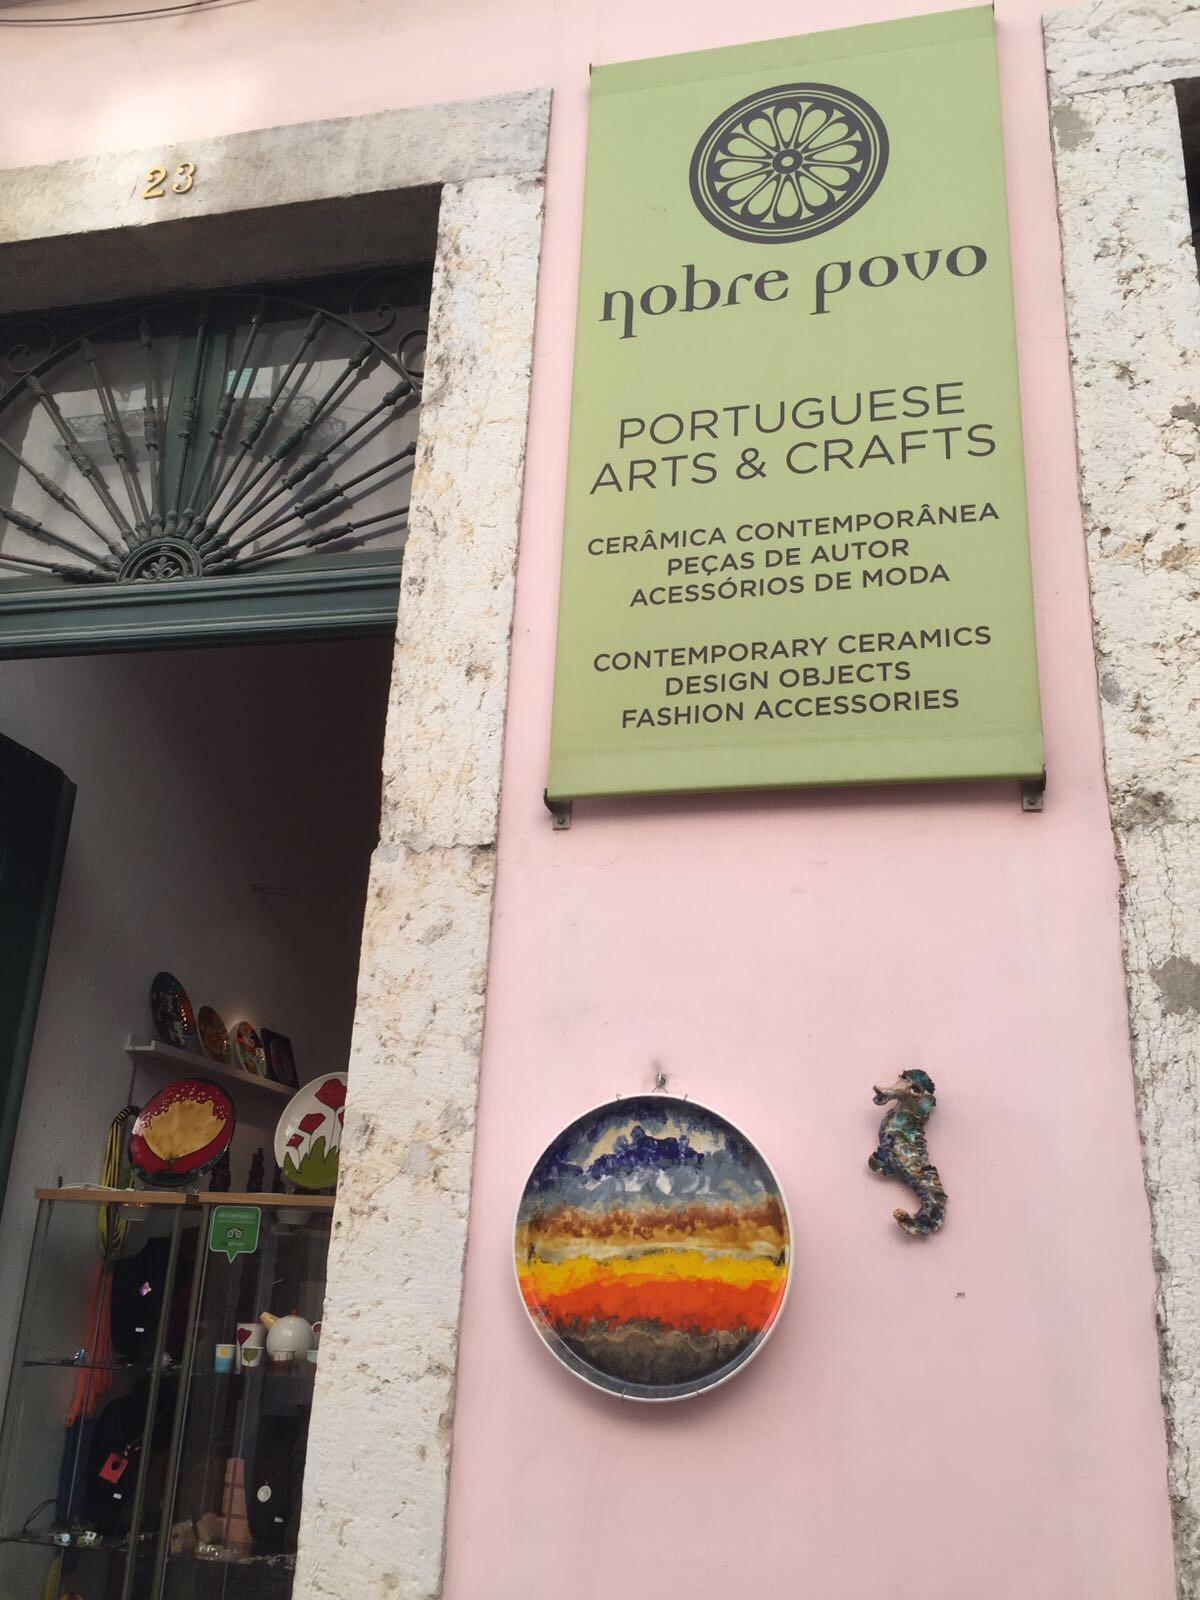 23
nobre povo
PORTUGUESE
ARTS & CRAFTS
CERÂMICA CONTEMPORÂNEA
PEÇAS DE AUTOR
ACESSÓRIOS DE MODA
CONTEMPORARY CERAMICS
DESIGN OBJECTS
FASHION ACCESSORIES